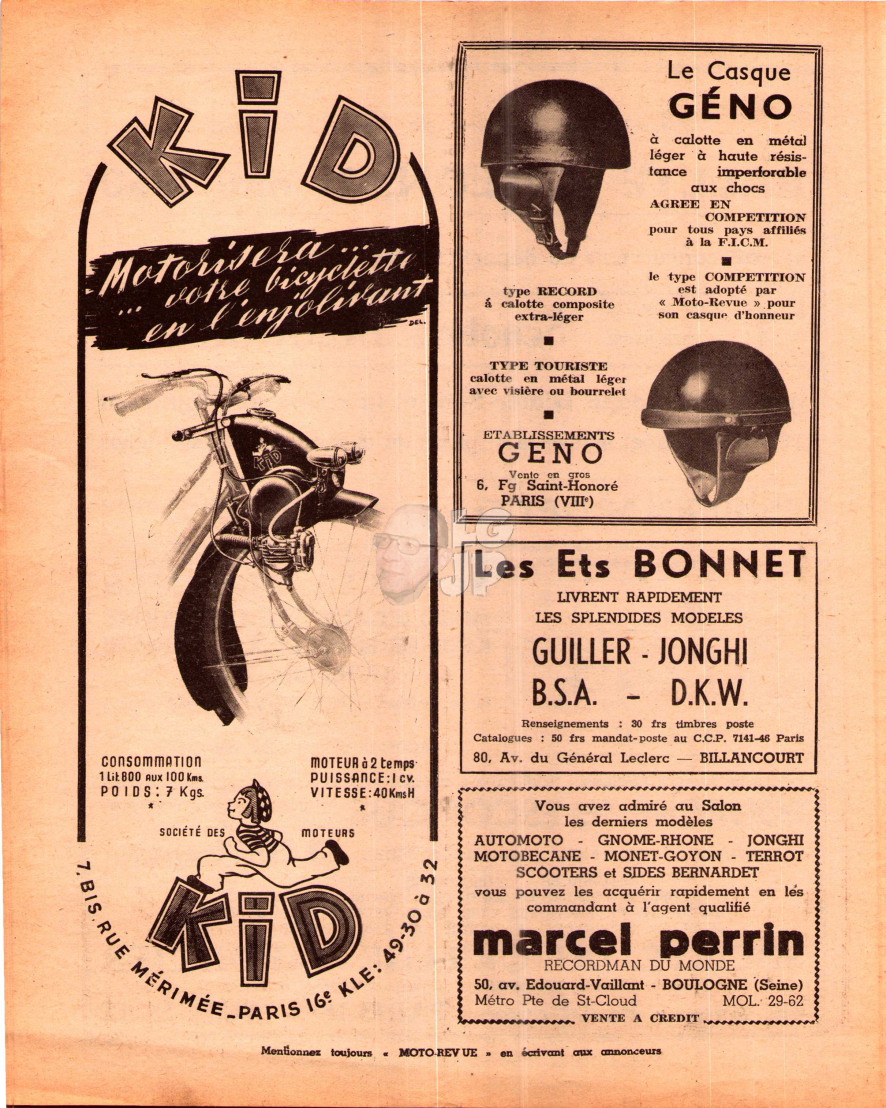 KiD
Motorisera...
... votre bicyclette
en l'enjolivant
DEL.
KiD
CONSOMMATION
1 Lit 800 aux 100 Kms.
POIDS: 7 Kgs.
*
MOTEUR à 2 temps
PUISSANCE: 1 cv.
VITESSE: 40 Kms H
*
SOCIÉTÉ DES MOTEURS
KiD
7, BIS. RUE MÉRIMÉE_PARIS 16e KLE: 49-30 à 32
Le Casque
GÉNO
à calotte en métal
léger à haute résis-
tance imperforable
aux chocs
AGREE EN
COMPETITION
pour tous pays affiliés
à la F.I.C.M.
le type COMPETITION
est adopté par
« Moto-Revue » pour
son casque d'honneur
type RECORD
á calotte composite
extra-léger
TYPE TOURISTE
calotte en métal léger
avec visière ou bourrelet
ETABLISSEMENTS
GENO
Vente en gros
6, Fg Saint-Honoré
PARIS (VIIIe)
LG
JP
Les Ets BONNET
LIVRENT RAPIDEMENT
LES SPLENDIDES MODELES
GUILLER - JONGHI
B.S.A. - D.K.W.
Renseignements : 30 frs timbres poste
Catalogues : 50 frs mandat-poste au C.C.P. 7141-46 Paris
80, Av. du Général Leclerc — BILLANCOURT
Vous avez admiré au Salon
les derniers modèles
AUTOMOTO - GNOME-RHONE - JONGHI
MOTOBECANE - MONET-GOYON - TERROT
SCOOTERS et SIDES BERNARDET
vous pouvez les acquérir rapidement en les
commandant à l'agent qualifié
marcel perrin
RECORDMAN DU MONDE
50, av. Edouard-Vaillant - BOULOGNE (Seine)
Métro Pte de St-Cloud MOL. 29-62
VENTE A CREDIT
Mentionnez toujours « MOTO-REVUE » en écrivant aux annonceurs